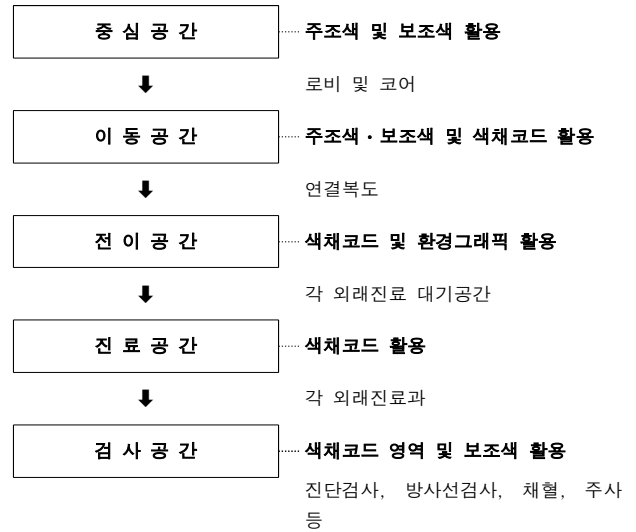 중 심 공 간 주조색 및 보조색 활용
⬇ 로비 및 코어
이 동 공 간 주조색・보조색 및 색채코드 활용
⬇ 연결복도
전 이 공 간 색채코드 및 환경그래픽 활용
⬇ 각 외래진료 대기공간
진 료 공 간 색채코드 활용
⬇ 각 외래진료과
검 사 공 간 색채코드 영역 및 보조색 활용
진단검사, 방사선검사, 채혈, 주사
등